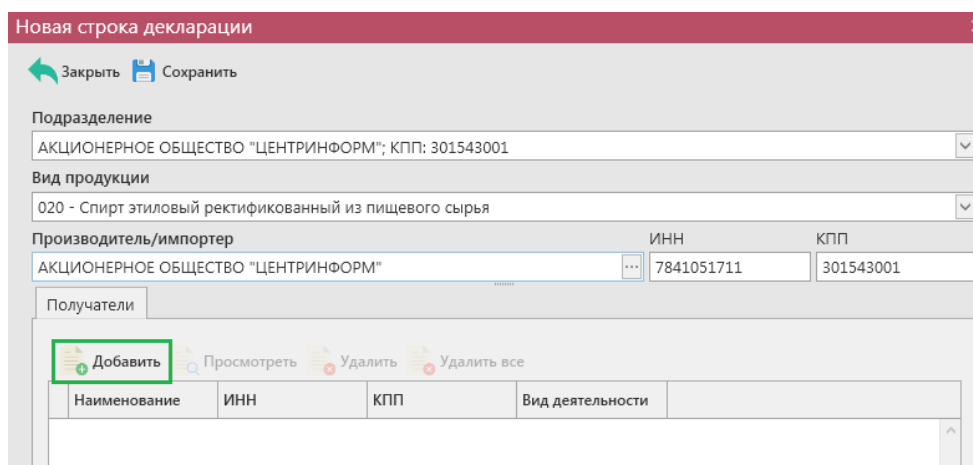 Новая строка декларации
Закрыть Сохранить
Подразделение
АКЦИОНЕРНОЕ ОБЩЕСТВО "ЦЕНТРИНФОРМ"; КПП: 301543001
Вид продукции
020 - Спирт этиловый ректификованный из пищевого сырья
Производитель/импортер ИНН КПП
АКЦИОНЕРНОЕ ОБЩЕСТВО "ЦЕНТРИНФОРМ" ... 7841051711 301543001
Получатели
Добавить Просмотреть Удалить Удалить все
Наименование ИНН КПП Вид деятельности